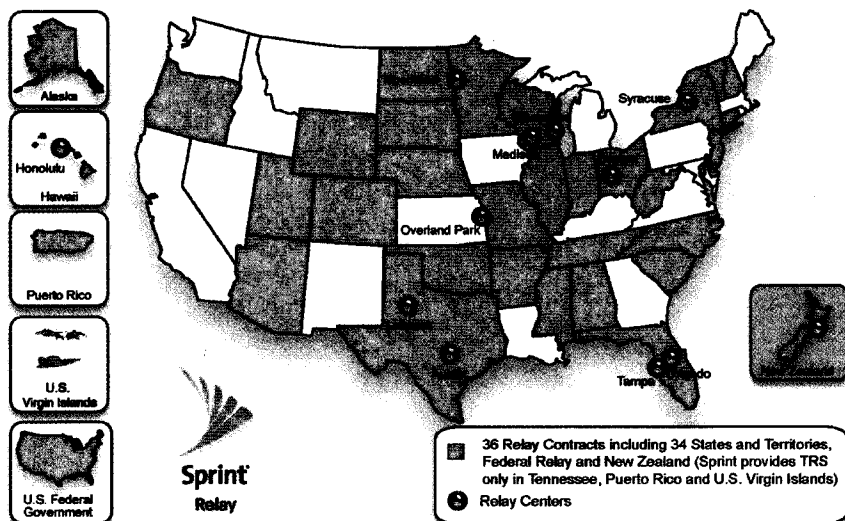 Alaska
Honolulu
Hawaii
Puerto Rico
U.S.
Virgin Islands
U.S. Federal
Government
Syracuse
Overland Park
Tampa
Sprint
Relay
36 Relay Contracts including 34 States and Territories,
Federal Relay and New Zealand (Sprint provides TRS
only in Tennessee, Puerto Rico and U.S. Virgin Islands)
Relay Centers